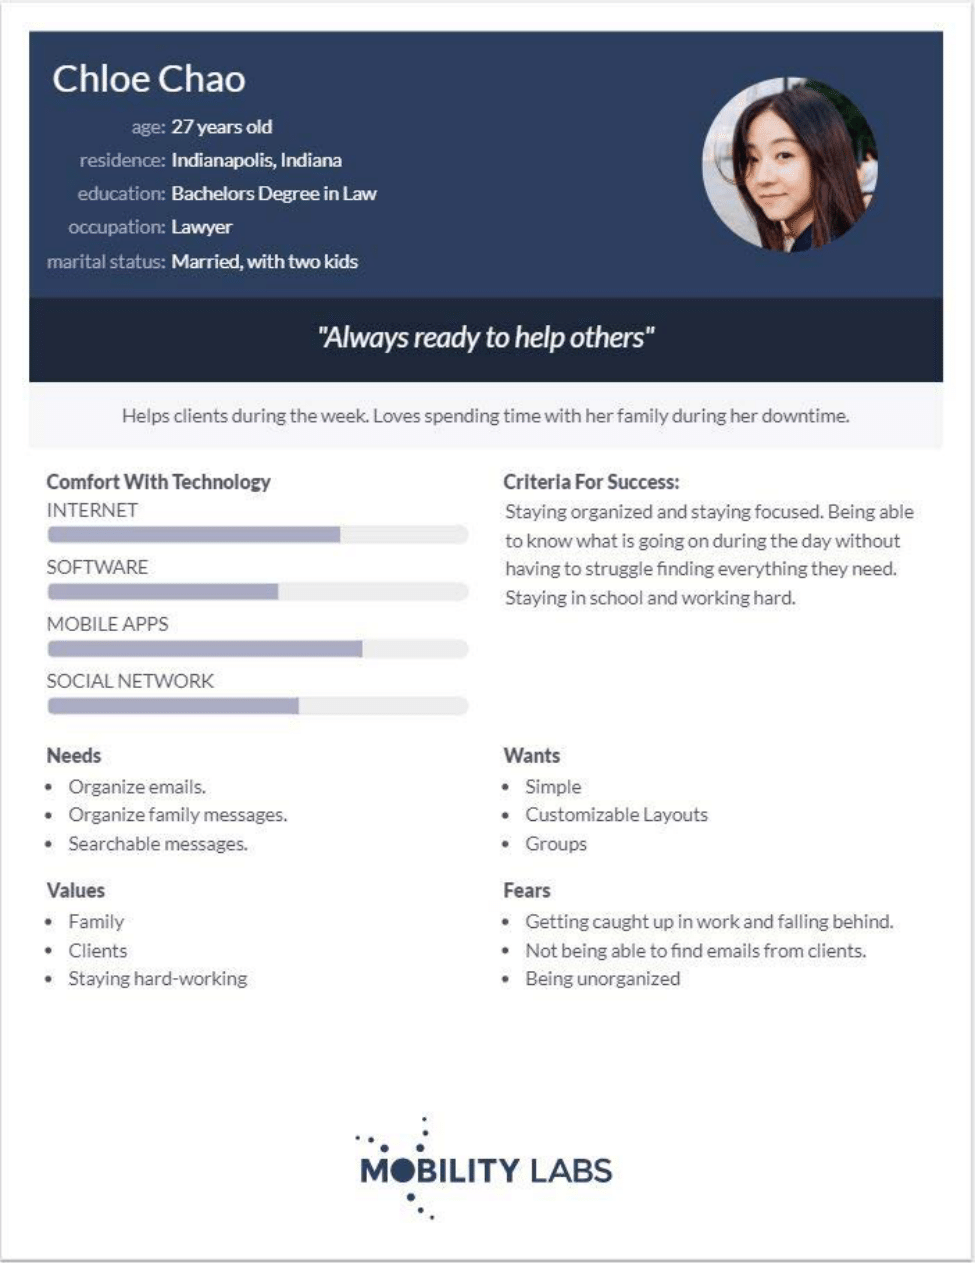 Chloe Chao
age: 27 years old
residence: Indianapolis, Indiana
education: Bachelors Degree in Law
occupation: Lawyer
marital status: Married, with two kids
"Always ready to help others"
Helps clients during the week. Loves spending time with her family during her downtime.
Comfort With Technology
INTERNET
SOFTWARE
MOBILE APPS
SOCIAL NETWORK
Criteria For Success:
Staying organized and staying focused. Being able
to know what is going on during the day without
having to struggle finding everything they need.
Staying in school and working hard.
Needs
• Organize emails.
• Organize family messages.
• Searchable messages.
Wants
• Simple
• Customizable Layouts
• Groups
Values
• Family
• Clients
• Staying hard-working
Fears
• Getting caught up in work and falling behind.
• Not being able to find emails from clients.
• Being unorganized
MOBILITY LABS